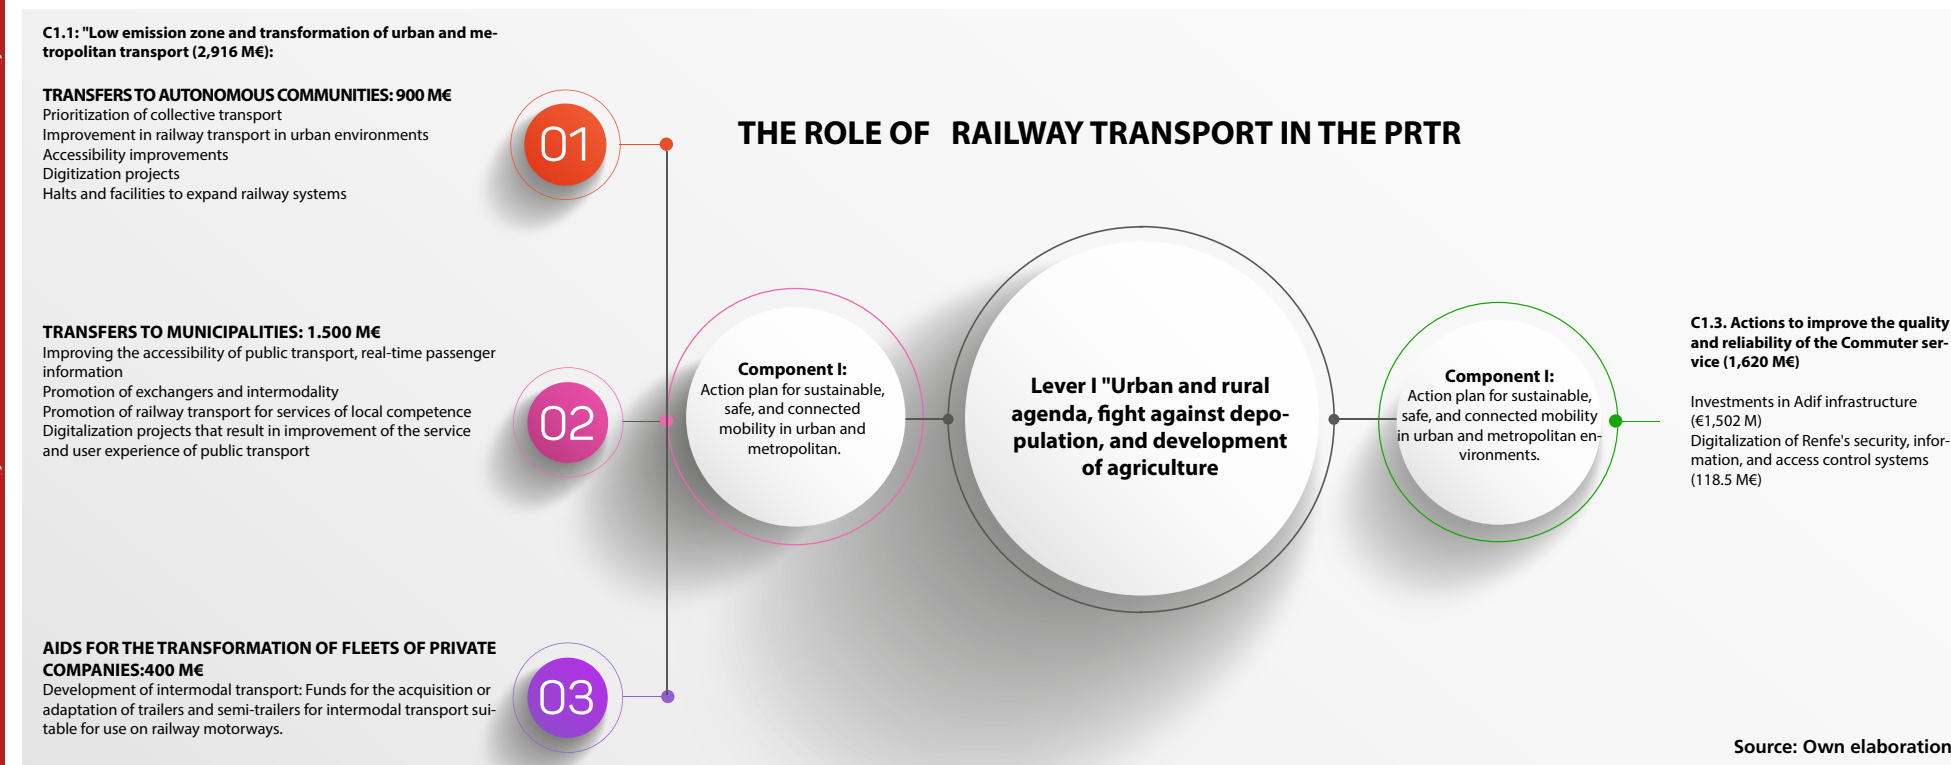 C1.1: "Low emission zone and transformation of urban and me-
tropolitan transport (2,916 M€):
TRANSFERS TO AUTONOMOUS COMMUNITIES: 900 M€
Prioritization of collective transport
Improvement in railway transport in urban environments
Accessibility improvements
Digitization projects
Halts and facilities to expand railway systems
01
THE ROLE OF RAILWAY TRANSPORT IN THE PRTR
TRANSFERS TO MUNICIPALITIES: 1.500 M€
Improving the accessibility of public transport, real-time passenger
information
Promotion of exchangers and intermodality
Promotion of railway transport for services of local competence
Digitalization projects that result in improvement of the service
and user experience of public transport
02
Component I:
Action plan for sustainable,
safe, and connected
mobility in urban and
metropolitan.
Lever I "Urban and rural
agenda, fight against depo-
pulation, and development
of agriculture
Component I:
Action plan for sustainable,
safe, and connected mobility
in urban and metropolitan en-
vironments.
C1.3. Actions to improve the quality
and reliability of the Commuter ser-
vice (1,620 M€)
Investments in Adif infrastructure
(€1,502 M)
Digitalization of Renfe's security, infor-
mation, and access control systems
(118.5 M€)
AIDS FOR THE TRANSFORMATION OF FLEETS OF PRIVATE
COMPANIES:400 M€
Development of intermodal transport: Funds for the acquisition or
adaptation of trailers and semi-trailers for intermodal transport sui-
table for use on railway motorways.
03
Source: Own elaboration